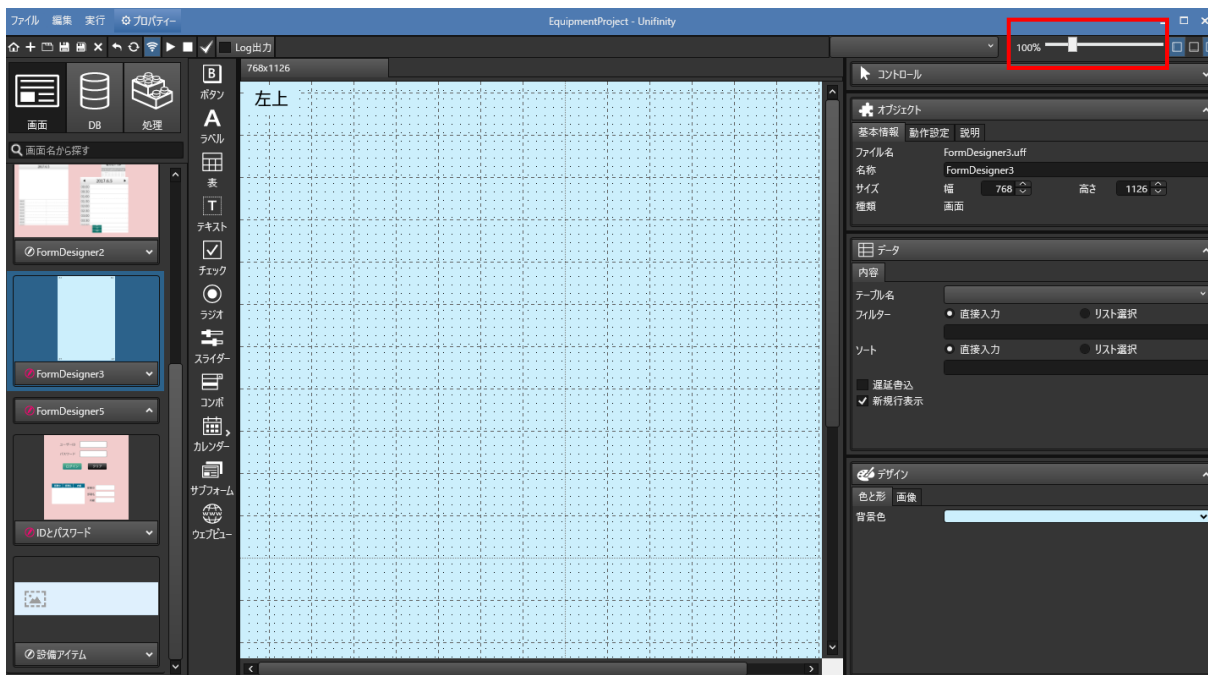 ファイル 編集 実行 プロパティー EquipmentProject - Unifinity
Log出力 100%
画面 DB 処理
画面名から探す
FormDesigner2
FormDesigner3
FormDesigner5
IDとパスワード
設備アイテム
ボタン
ラベル
表
テキスト
チェック
ラジオ
スライダー
コンボ
カレンダー
サブフォーム
ウェブビュー
768x1126
左上
コントロール
オブジェクト
基本情報 動作設定 説明
ファイル名 FormDesigner3.uff
名称 FormDesigner3
サイズ 幅 768 高さ 1126
種類 画面
データ
内容
テーブル名
フィルター 直接入力 リスト選択
ソート 直接入力 リスト選択
遅延書込
新規行表示
デザイン
色と形 画像
背景色